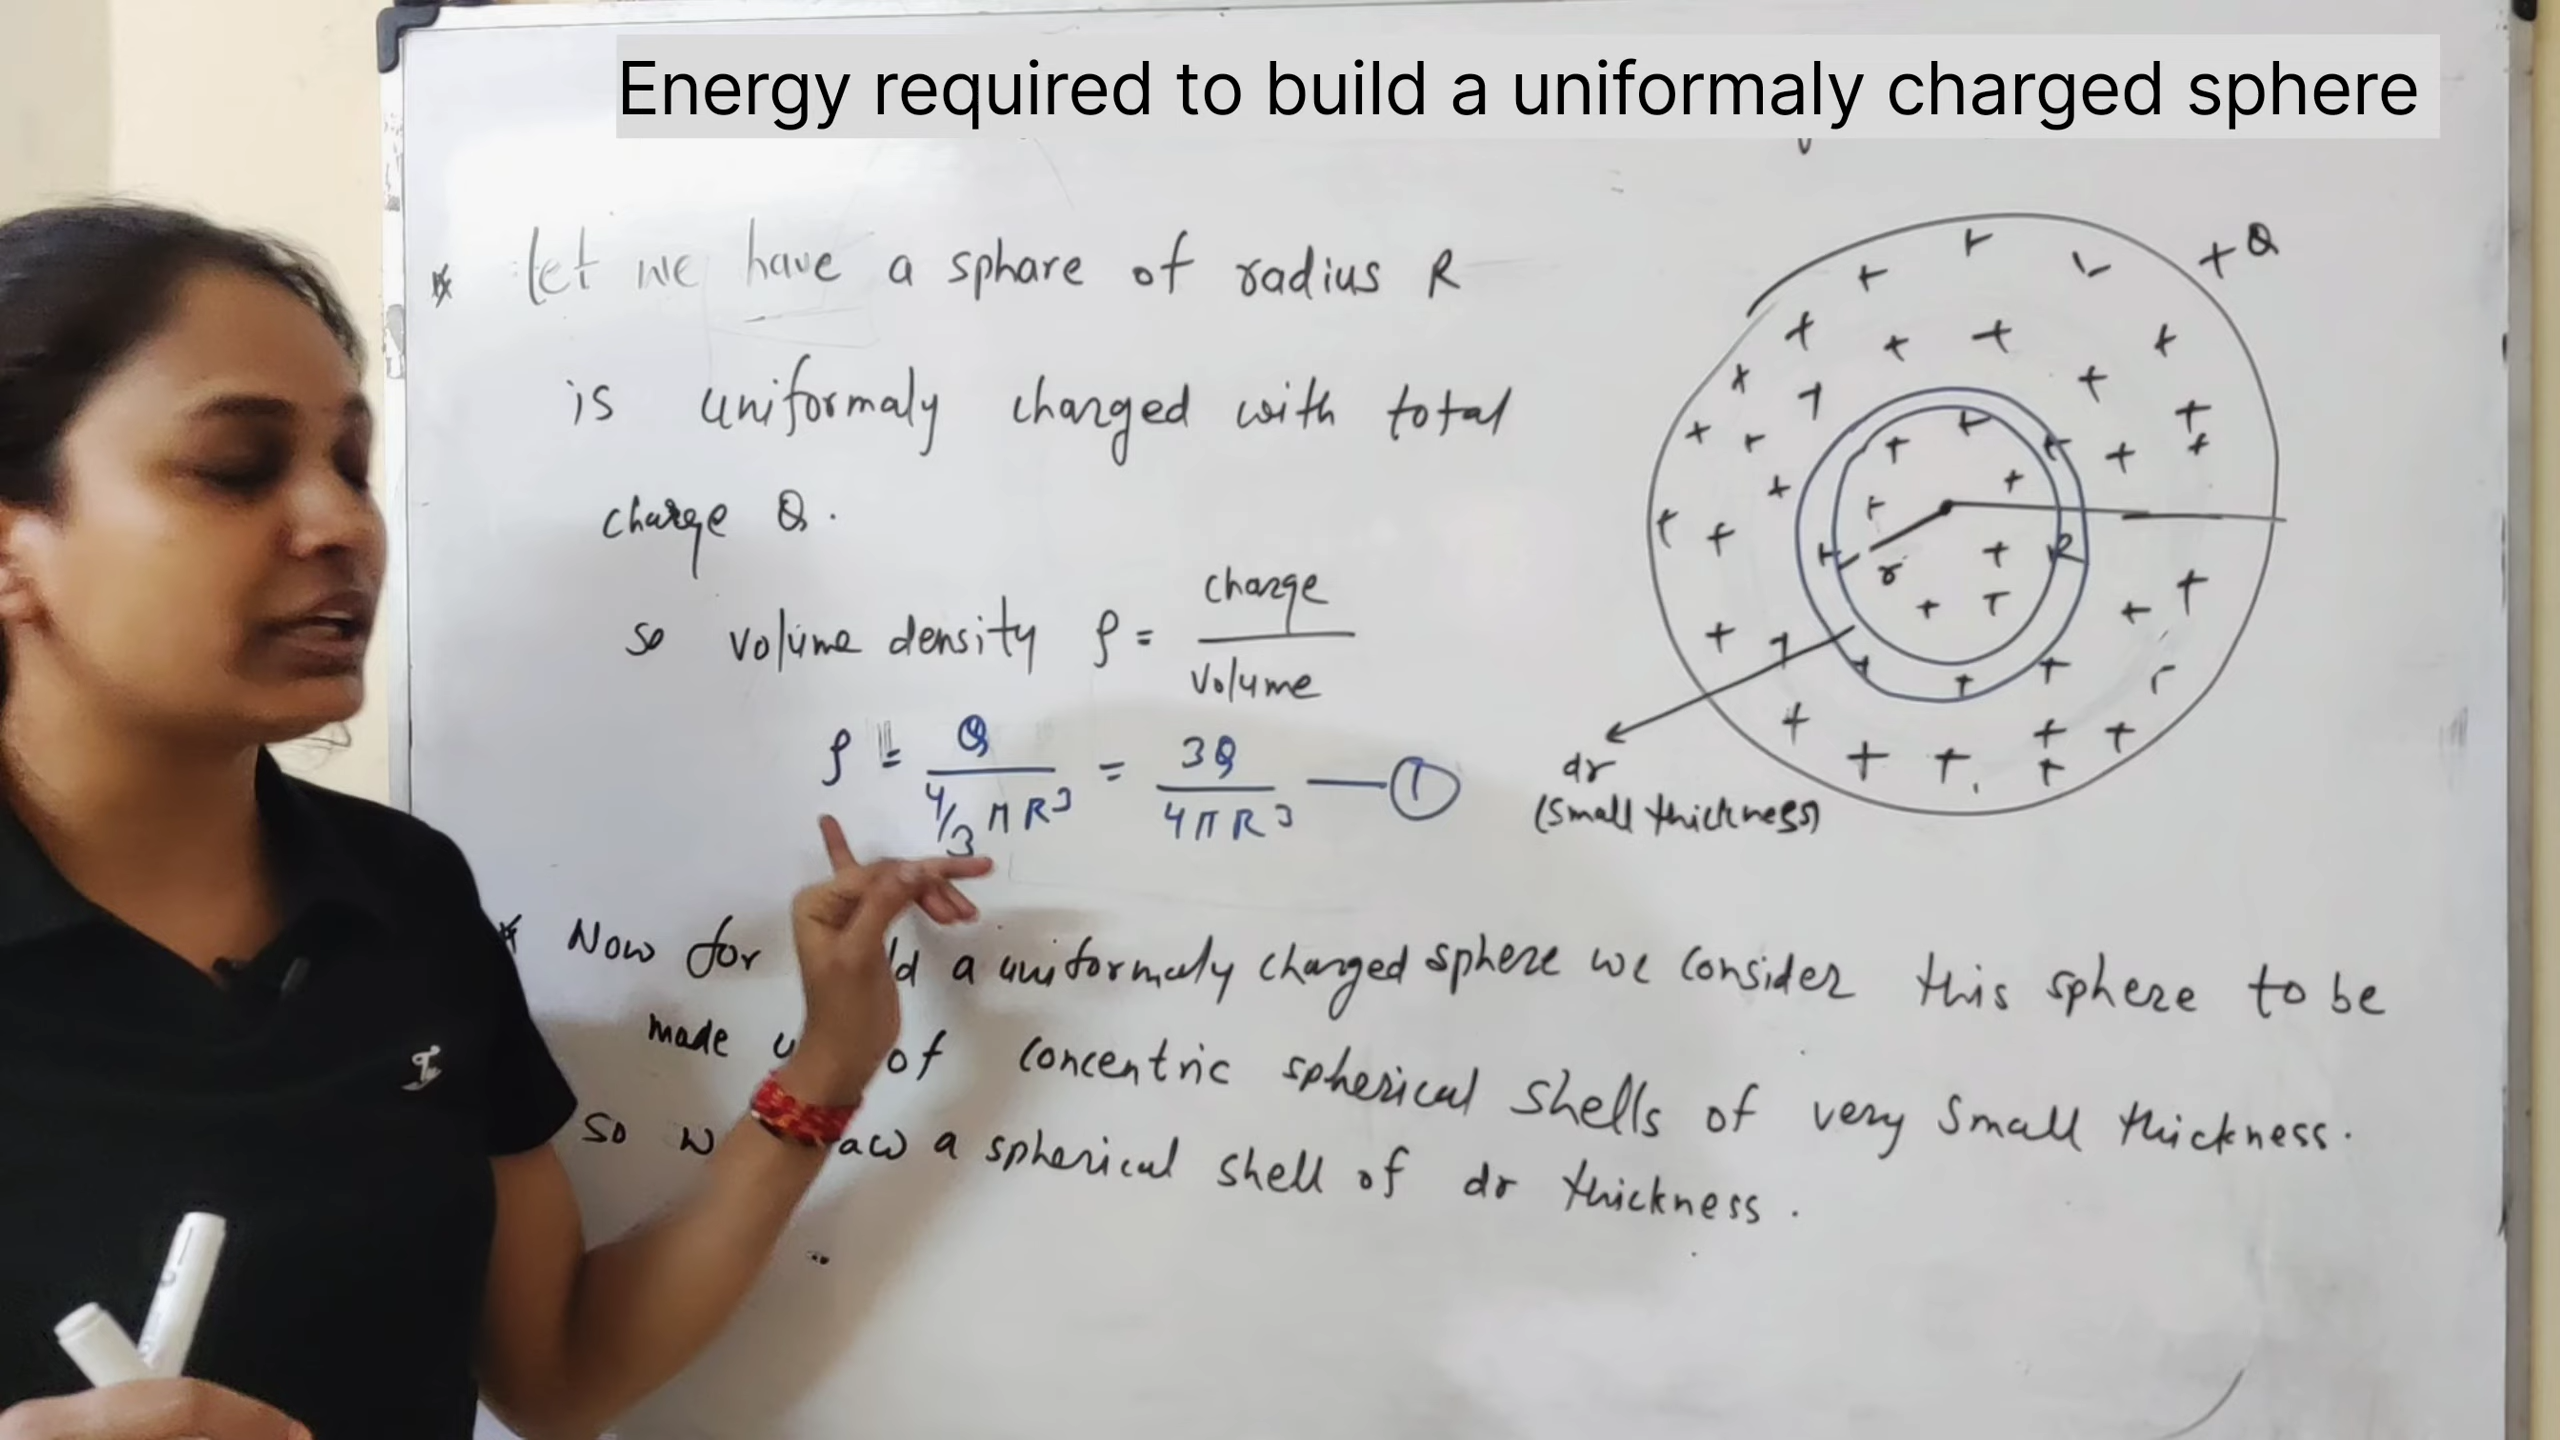 Energy required to build a uniformaly charged sphere
* let we have a sphare of radius R
is uniformaly charged with total
charge Q.
so volume density ρ = charge / volume
ρ = Q / 4/3 π R³ = 3Q / 4πR³ — ①
+Q
R
r
dr
(Small thickness)
* Now for ld a uniformaly charged sphere we consider this sphere to be
made u of concentric spherical shells of very small thickness.
so w aw a spherical shell of dr thickness.